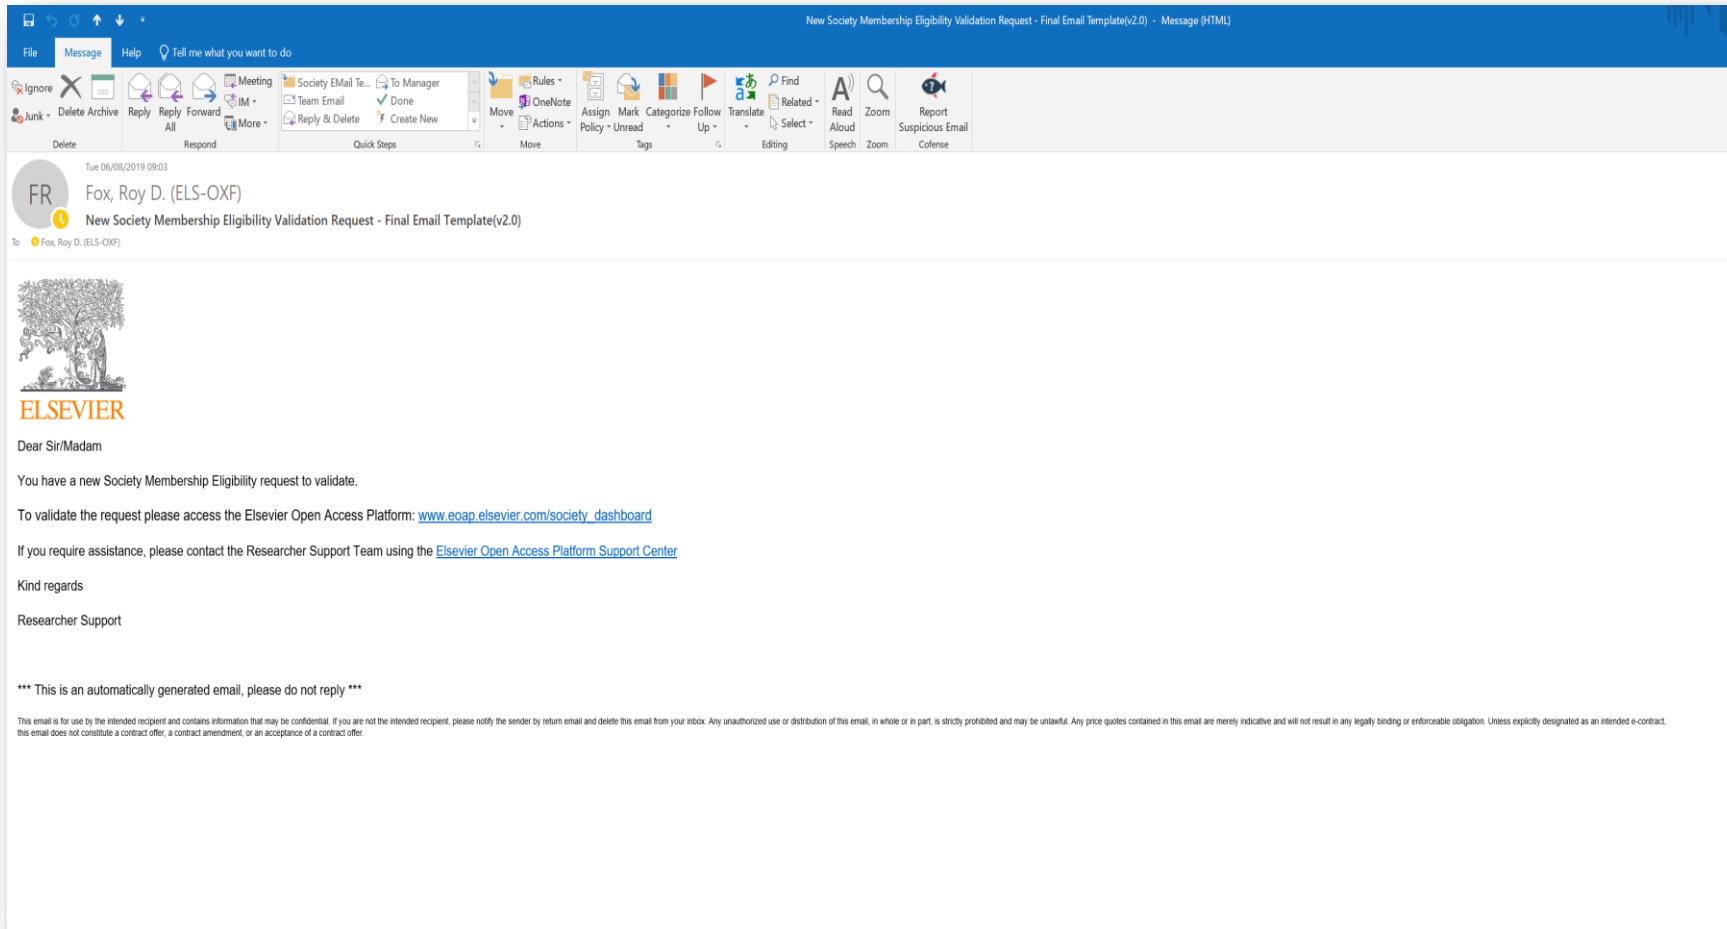 New Society Membership Eligibility Validation Request - Final Email Template(v2.0) - Message (HTML)
File Message Help Tell me what you want to do
Ignore
Junk
Delete Archive
Reply Reply All Forward
Meeting
IM
More
Society EMail Te... To Manager
Team Email Done
Reply & Delete Create New
Move
Rules
OneNote
Actions
Assign Policy Mark Unread Categorize Follow Up
Translate
Find
Related
Select
Read Aloud
Zoom
Report Suspicious Email
Delete Respond Quick Steps Move Tags Editing Speech Zoom Cofense
Tue 06/08/2019 09:03
FR
Fox, Roy D. (ELS-OXF)
New Society Membership Eligibility Validation Request - Final Email Template(v2.0)
To Fox, Roy D. (ELS-OXF)
ELSEVIER
Dear Sir/Madam
You have a new Society Membership Eligibility request to validate.
To validate the request please access the Elsevier Open Access Platform: www.eoap.elsevier.com/society_dashboard
If you require assistance, please contact the Researcher Support Team using the Elsevier Open Access Platform Support Center
Kind regards
Researcher Support
*** This is an automatically generated email, please do not reply ***
This email is for use by the intended recipient and contains information that may be confidential. If you are not the intended recipient, please notify the sender by return email and delete this email from your inbox. Any unauthorized use or distribution of this email, in whole or in part, is strictly prohibited and may be unlawful. Any price quotes contained in this email are merely indicative and will not result in any legally binding or enforceable obligation. Unless explicitly designated as an intended e-contract,
this email does not constitute a contract offer, a contract amendment, or an acceptance of a contract offer.